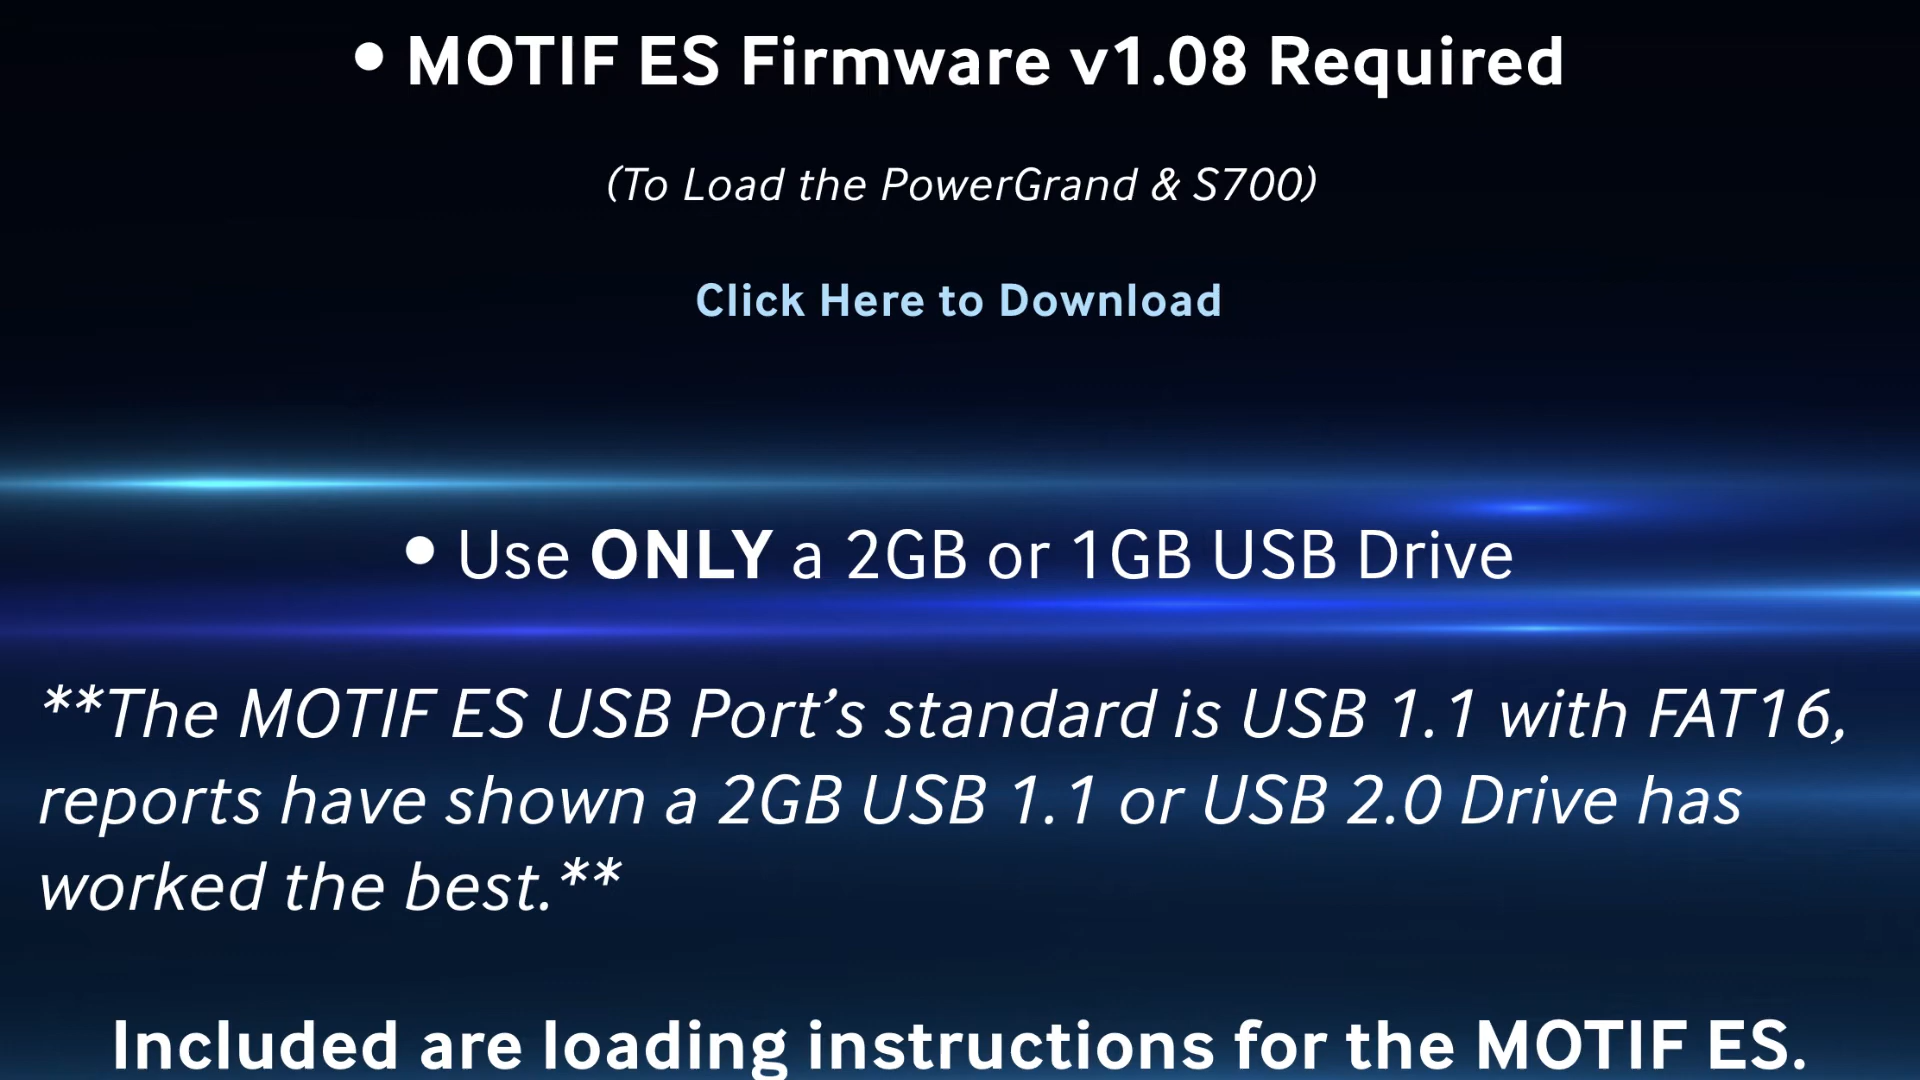 • MOTIF ES Firmware v1.08 Required
(To Load the PowerGrand & S700)
Click Here to Download
• Use ONLY a 2GB or 1GB USB Drive
**The MOTIF ES USB Port’s standard is USB 1.1 with FAT16,
reports have shown a 2GB USB 1.1 or USB 2.0 Drive has
worked the best.**
Included are loading instructions for the MOTIF ES.